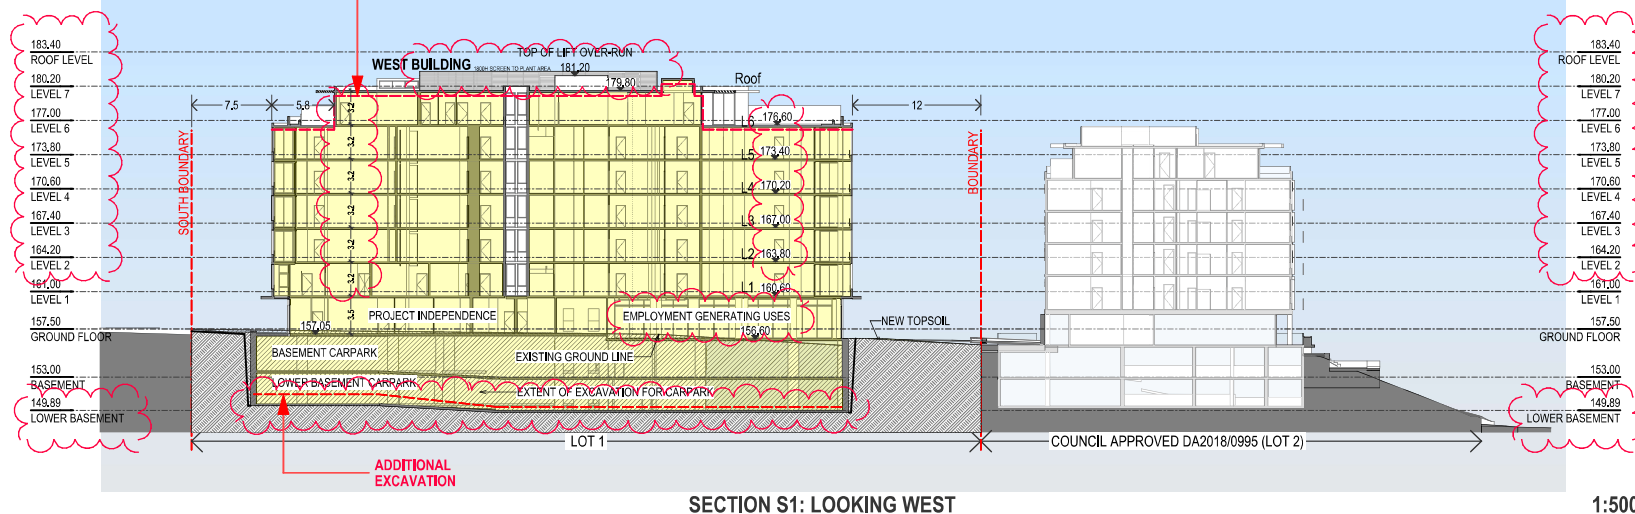 183.40
ROOF LEVEL
180.20
LEVEL 7
177.00
LEVEL 6
173.80
LEVEL 5
170.60
LEVEL 4
167.40
LEVEL 3
164.20
LEVEL 2
161.00
LEVEL 1
157.50
GROUND FLOOR
153.00
BASEMENT
149.89
LOWER BASEMENT
7.5
5.8
SOUTH BOUNDARY
WEST BUILDING
1800H SCREEN TO PLANT AREA
TOP OF LIFT OVER-RUN
181.20
179.80
Roof
L6 176.60
L5 173.40
L4 170.20
L3 167.00
L2 163.80
L1 160.60
3.2
3.2
3.2
3.2
3.2
3.2
3.5
PROJECT INDEPENDENCE
157.05
EMPLOYMENT GENERATING USES
156.60
BASEMENT CARPARK
EXISTING GROUND LINE
LOWER BASEMENT CARPARK
EXTENT OF EXCAVATION FOR CARPARK
12
BOUNDARY
NEW TOPSOIL
LOT 1
COUNCIL APPROVED DA2018/0995 (LOT 2)
ADDITIONAL
EXCAVATION
183.40
ROOF LEVEL
180.20
LEVEL 7
177.00
LEVEL 6
173.80
LEVEL 5
170.60
LEVEL 4
167.40
LEVEL 3
164.20
LEVEL 2
161.00
LEVEL 1
157.50
GROUND FLOOR
153.00
BASEMENT
149.89
LOWER BASEMENT
SECTION S1: LOOKING WEST
1:500